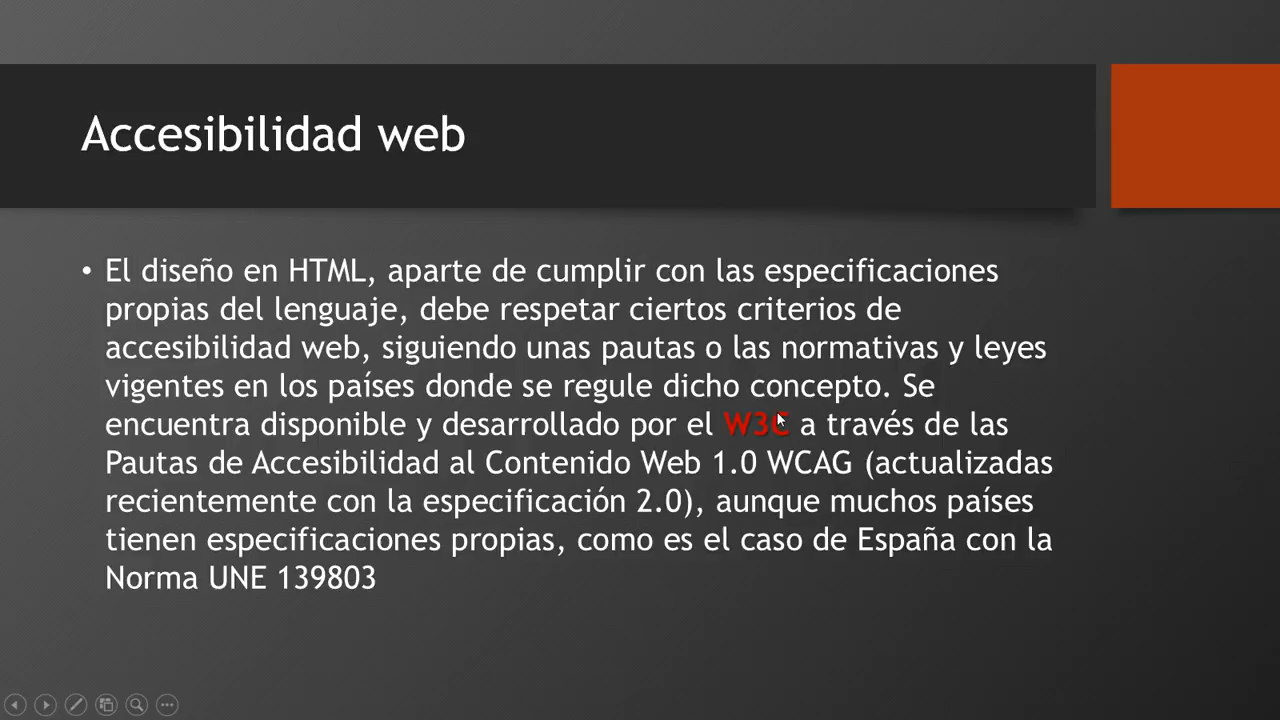 Accesibilidad web
• El diseño en HTML, aparte de cumplir con las especificaciones
propias del lenguaje, debe respetar ciertos criterios de
accesibilidad web, siguiendo unas pautas o las normativas y leyes
vigentes en los países donde se regule dicho concepto. Se
encuentra disponible y desarrollado por el W3C a través de las
Pautas de Accesibilidad al Contenido Web 1.0 WCAG (actualizadas
recientemente con la especificación 2.0), aunque muchos países
tienen especificaciones propias, como es el caso de España con la
Norma UNE 139803